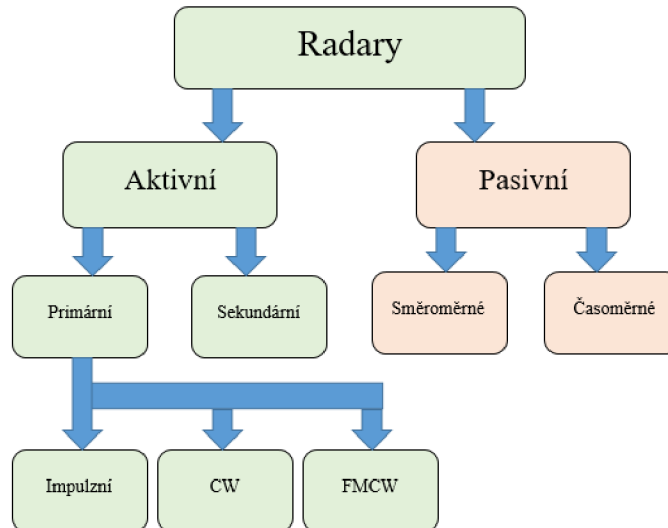 Radary
Aktivní
Pasivní
Primární
Sekundární
Směroměrné
Časoměrné
Impulzní
CW
FMCW